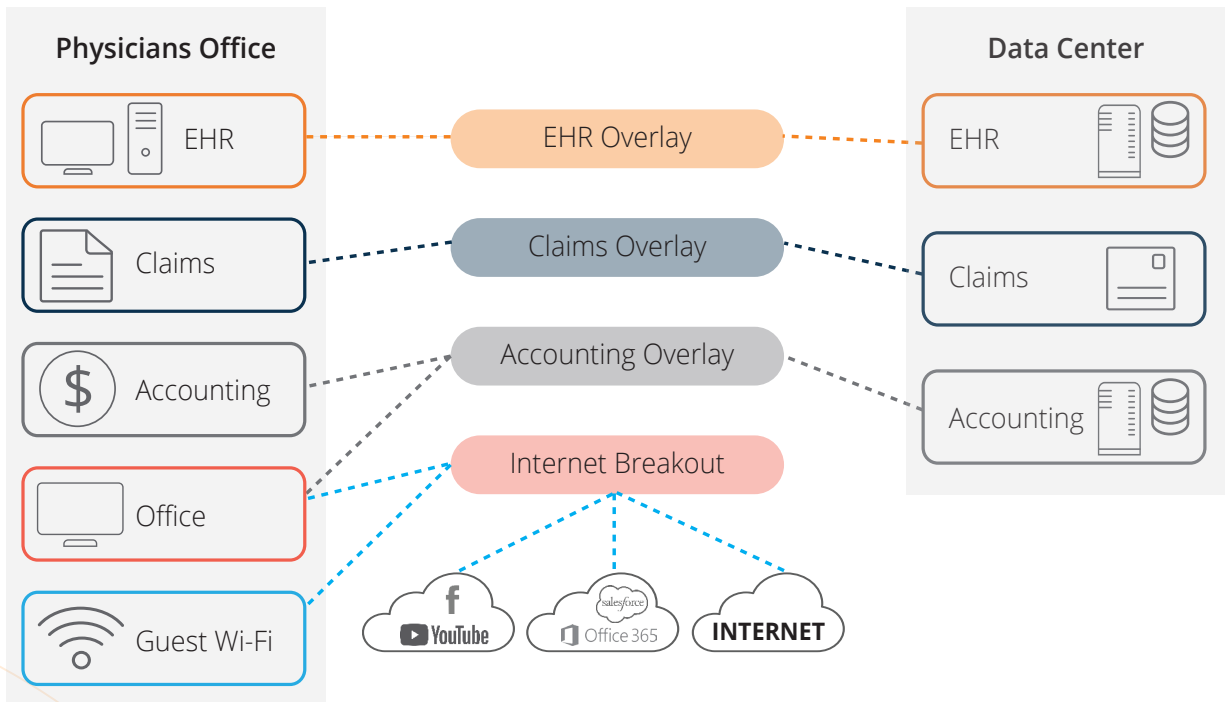 Physicians Office
EHR
Claims
$
Accounting
Office
Guest Wi-Fi
EHR Overlay
Claims Overlay
Accounting Overlay
Internet Breakout
f
YouTube
salesforce
Office 365
INTERNET
Data Center
EHR
Claims
Accounting